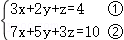 3x+2y+z=4 ①
7x+5y+3z=10 ②